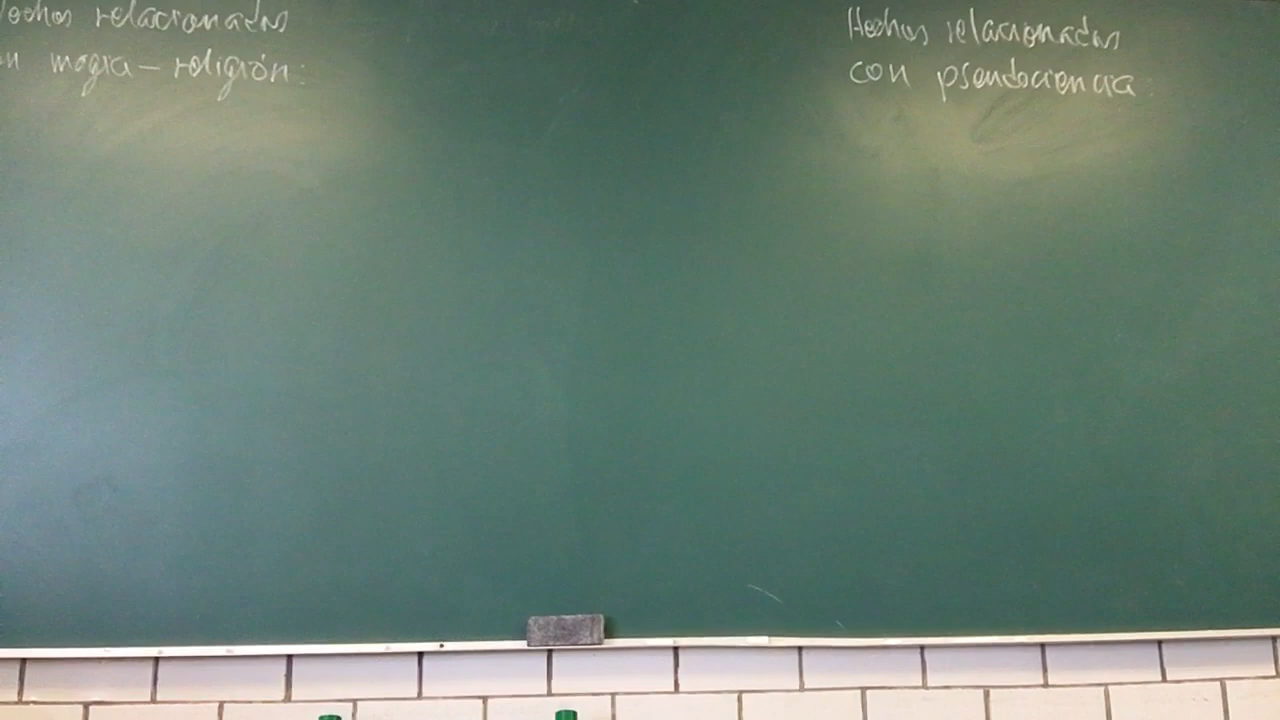 Hechos relacionados
con magia - religión:
Hechos relacionados
con pseudociencia: